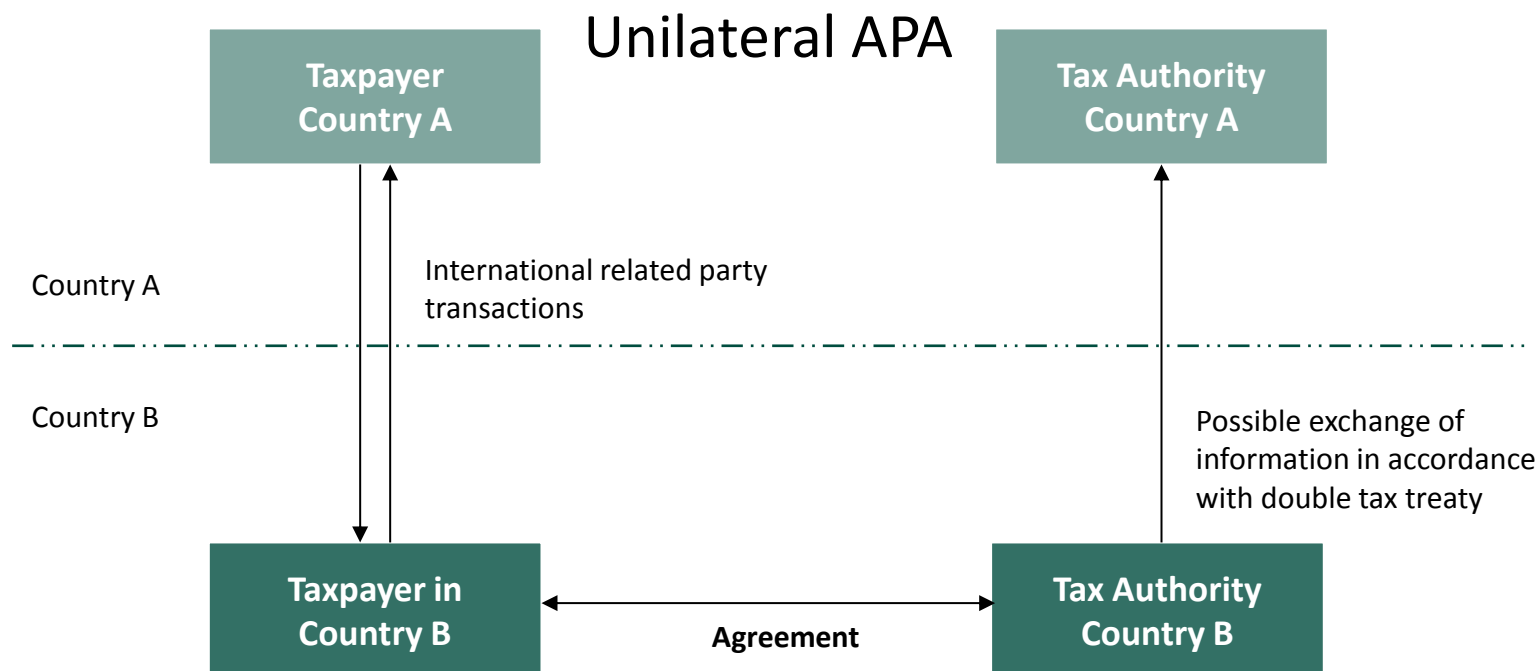 Unilateral APA
Taxpayer
Country A
Tax Authority
Country A
International related party
transactions
Country A
Country B
Possible exchange of
information in accordance
with double tax treaty
Taxpayer in
Country B
Agreement
Tax Authority
Country B